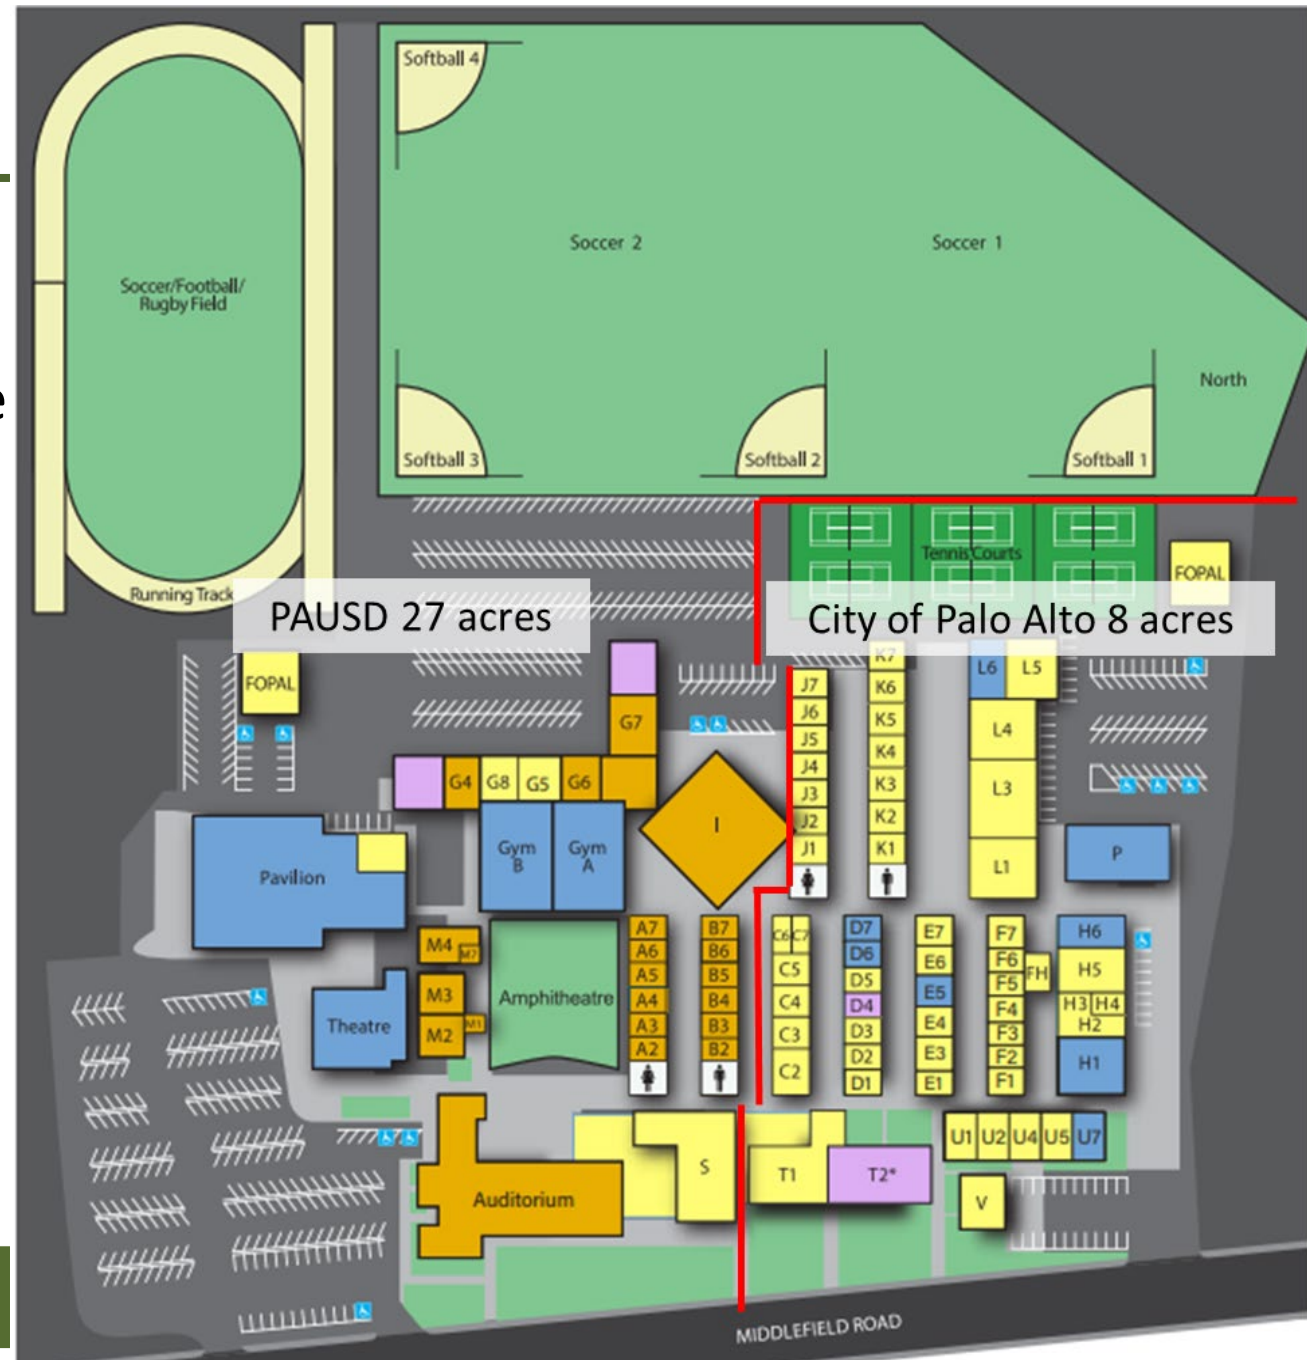 Softball 4
Soccer 2
Soccer 1
Soccer/Football/
Rugby Field
North
e
Softball 3
Softball 2
Softball 1
Tennis Courts
FOPAL
Running Track
PAUSD 27 acres
City of Palo Alto 8 acres
FOPAL
G7
G4
G8
G5
G6
Gym
B
Gym
A
I
J7
J6
J5
J4
J3
J2
J1
K7
K6
K5
K4
K3
K2
K1
L6
L5
L4
L3
L1
P
Pavilion
M4
M7
M3
M1
M2
Theatre
Amphitheatre
A7
A6
A5
A4
A3
A2
B7
B6
B5
B4
B3
B2
C6
C7
C5
C4
C3
C2
D7
D6
D5
D4
D3
D2
D1
E7
E6
E5
E4
E3
E1
F7
F6
F5
F4
F3
F2
F1
FH
H6
H5
H3
H4
H2
H1
U1
U2
U4
U5
U7
Auditorium
S
T1
T2*
V
MIDDLEFIELD ROAD